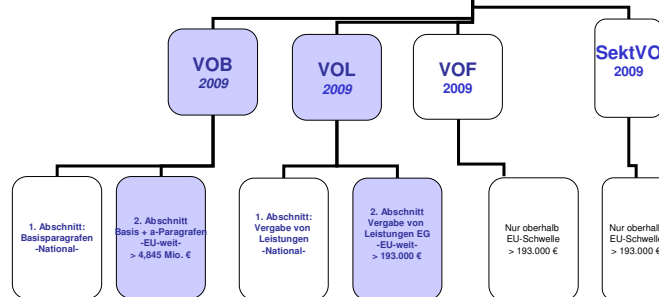 VOB
2009
VOL
2009
VOF
2009
SektVO
2009
1. Abschnitt:
Basisparagrafen
-National-
2. Abschnitt
Basis + a-Paragrafen
-EU-weit-
> 4,845 Mio. €
1. Abschnitt:
Vergabe von
Leistungen
-National-
2. Abschnitt
Vergabe von
Leistungen EG
-EU-weit-
> 193.000 €
Nur oberhalb
EU-Schwelle
> 193.000 €
Nur oberhalb
EU-Schwelle
> 193.000 €